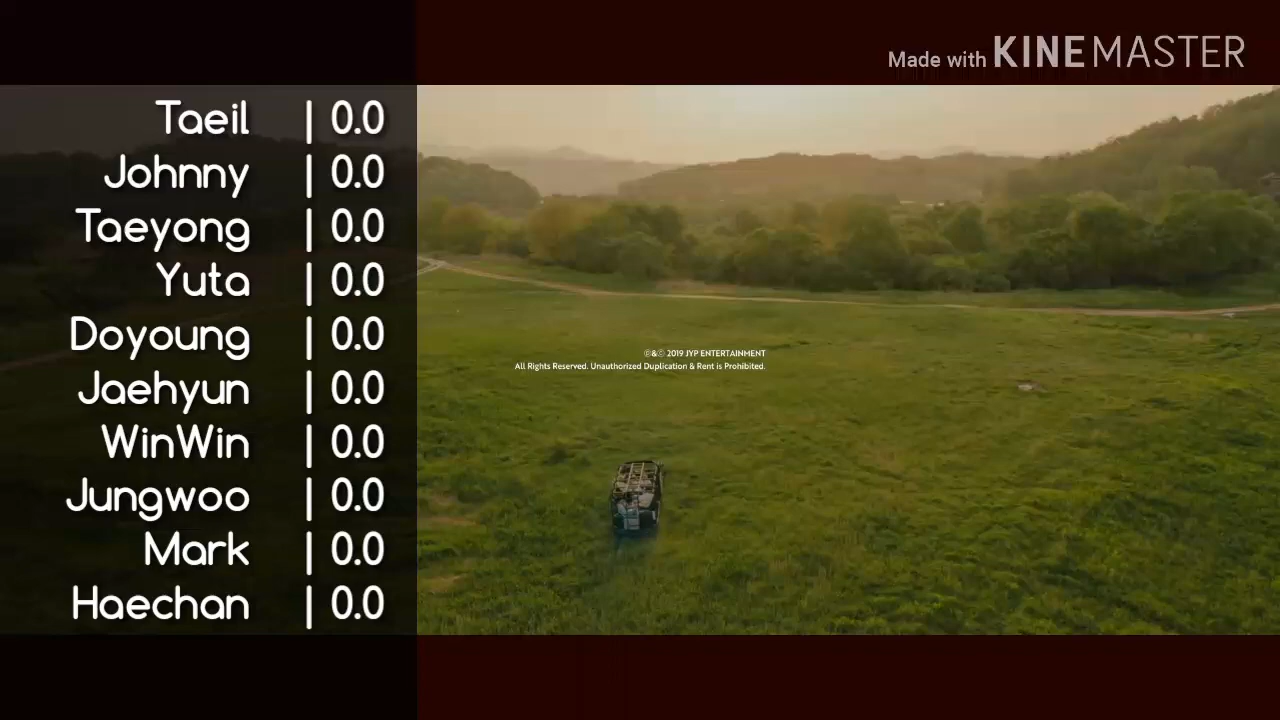 Made with KINEMASTER
Taeil | 0.0
Johnny | 0.0
Taeyong | 0.0
Yuta | 0.0
Doyoung | 0.0
Jaehyun | 0.0
WinWin | 0.0
Jungwoo | 0.0
Mark | 0.0
Haechan | 0.0
℗&© 2019 JYP ENTERTAINMENT
All Rights Reserved. Unauthorized Duplication & Rent is Prohibited.